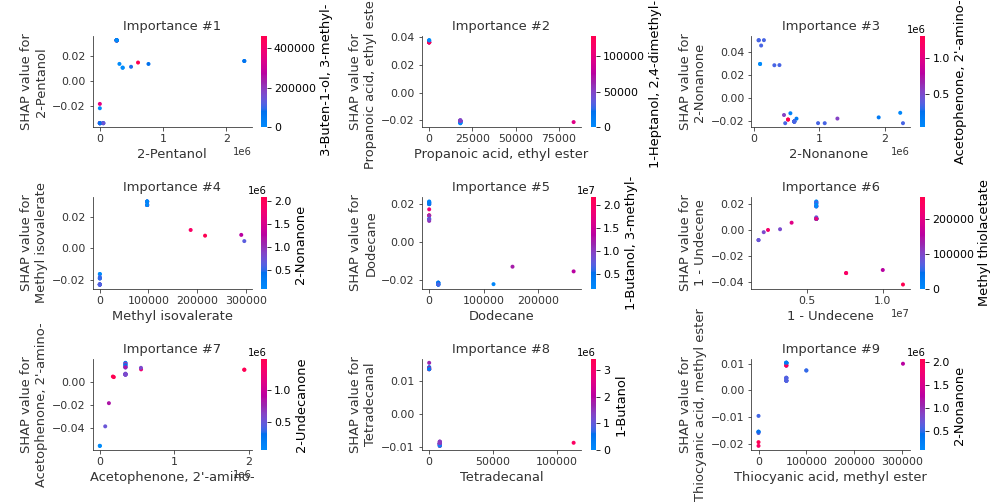 Importance #1
SHAP value for
2-Pentanol
0.02
0.00
−0.02
0
1
2
1e6
2-Pentanol
400000
200000
0
3-Buten-1-ol, 3-methyl-
Importance #2
SHAP value for
Propanoic acid, ethyl este
0.04
0.02
0.00
−0.02
0
25000
50000
75000
Propanoic acid, ethyl ester
100000
50000
0
1-Heptanol, 2,4-dimethyl-
Importance #3
SHAP value for
2-Nonanone
0.04
0.02
0.00
−0.02
0
1
2
1e6
2-Nonanone
1e6
1.0
0.5
Acetophenone, 2'-amino-
Importance #4
SHAP value for
Methyl isovalerate
0.02
0.00
−0.02
0
100000
200000
300000
Methyl isovalerate
1e6
2.0
1.5
1.0
0.5
2-Nonanone
Importance #5
SHAP value for
Dodecane
0.02
0.00
−0.02
0
100000
200000
Dodecane
1e7
2.0
1.5
1.0
0.5
1-Butanol, 3-methyl-
Importance #6
SHAP value for
1 - Undecene
0.02
0.00
−0.02
−0.04
0.5
1.0
1e7
1 - Undecene
200000
100000
0
Methyl thiolacetate
Importance #7
SHAP value for
Acetophenone, 2'-amino-
0.00
−0.02
−0.04
0
1
2
1e6
Acetophenone, 2'-amino-
1e6
1.0
0.5
2-Undecanone
Importance #8
SHAP value for
Tetradecanal
0.01
0.00
−0.01
0
50000
100000
Tetradecanal
1e6
3
2
1
0
1-Butanol
Importance #9
SHAP value for
Thiocyanic acid, methyl ester
0.01
0.00
−0.01
−0.02
0
100000
200000
300000
Thiocyanic acid, methyl ester
1e6
2.0
1.5
1.0
0.5
2-Nonanone